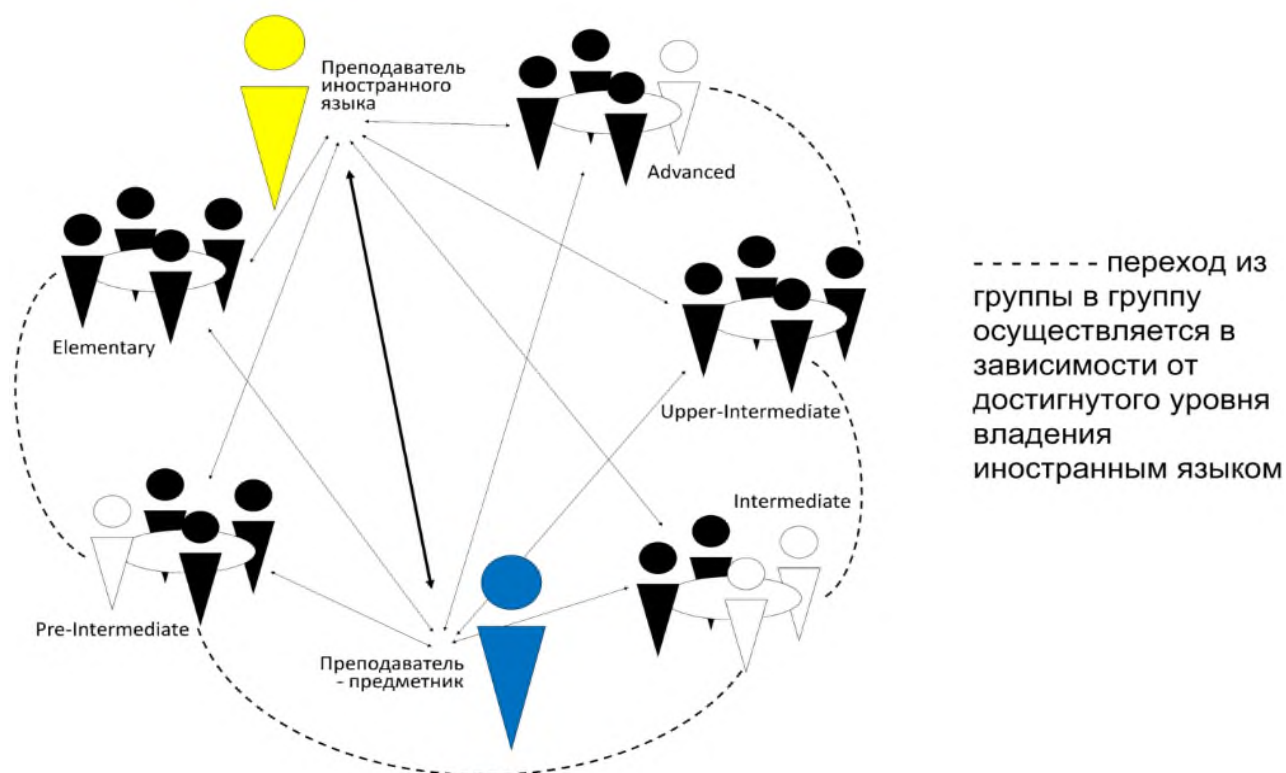 Преподаватель
иностранного
языка
Advanced
Elementary
Upper-Intermediate
Intermediate
Pre-Intermediate
Преподаватель
- предметник
- - - - - - - переход из
группы в группу
осуществляется в
зависимости от
достигнутого уровня
владения
иностранным языком